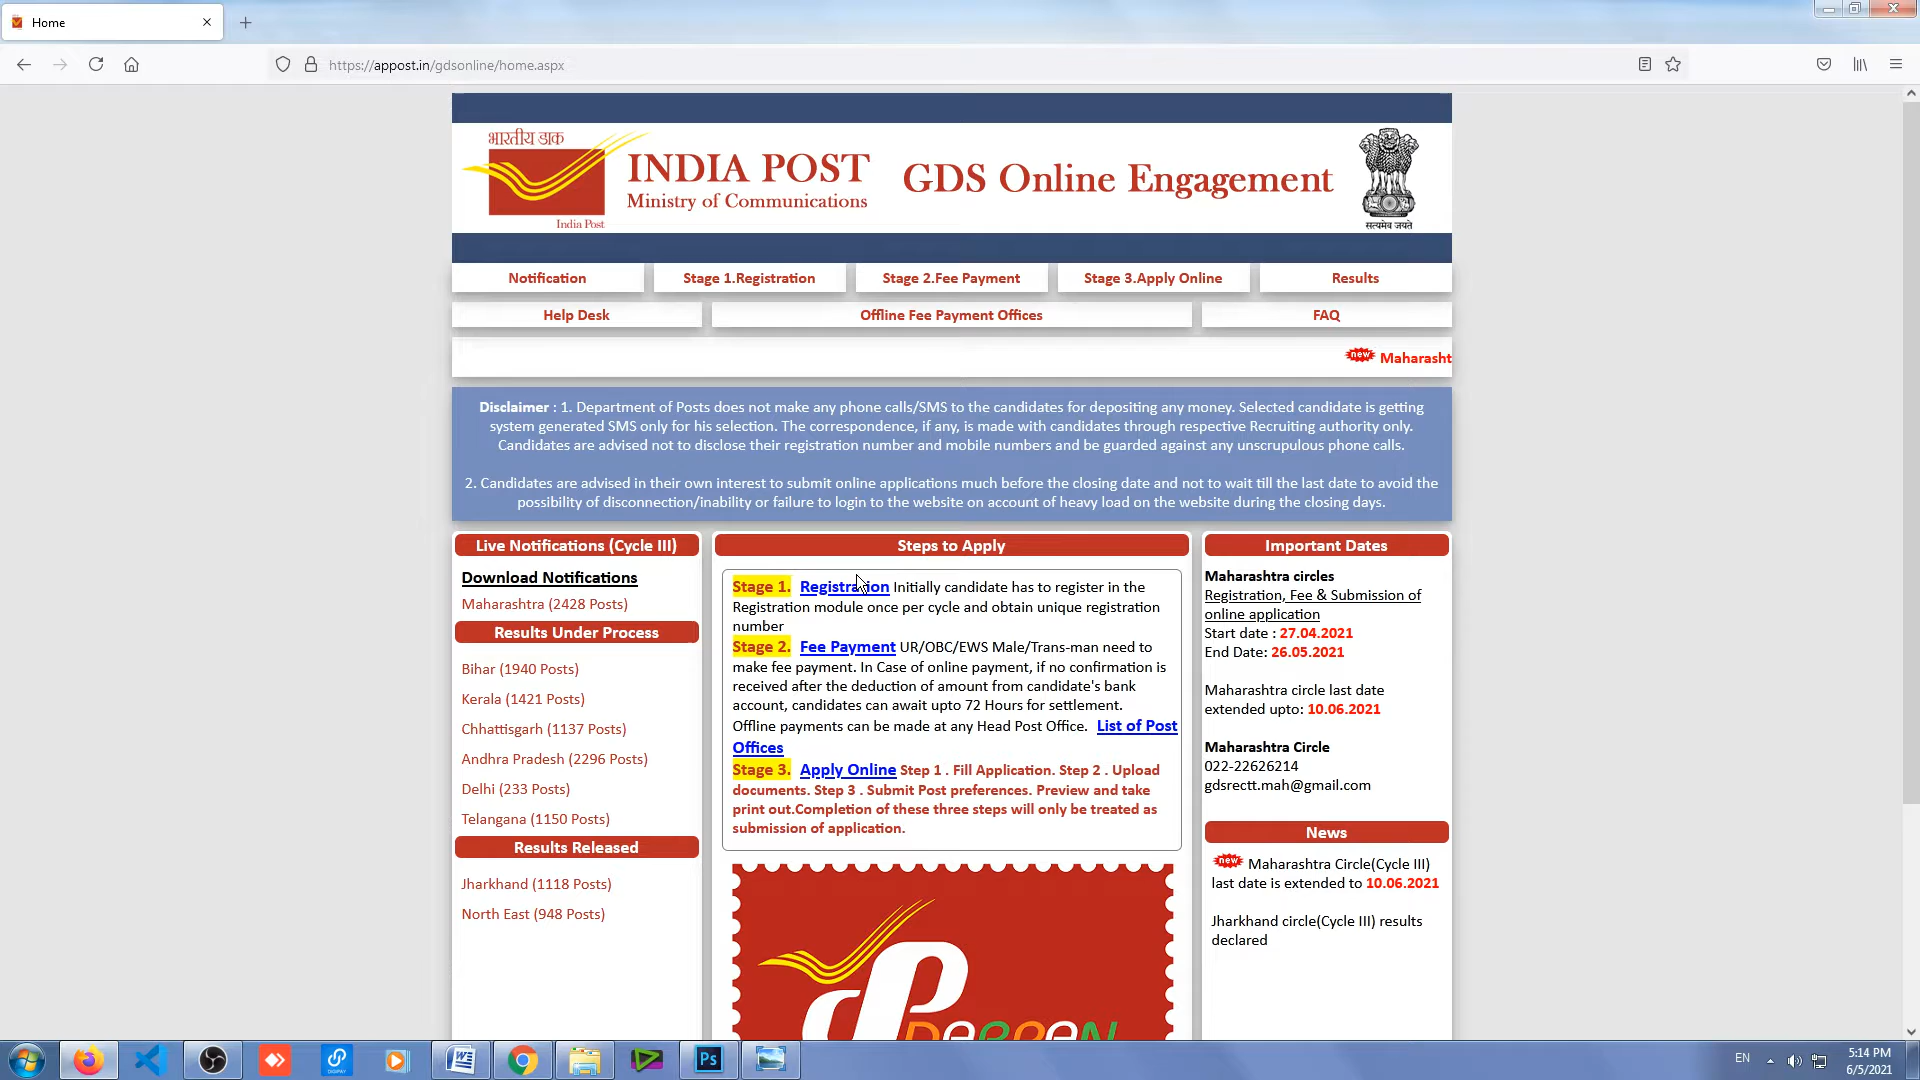 Home
https://appost.in/gdsonline/home.aspx
भारतीय डाक
India Post
INDIA POST
Ministry of Communications
GDS Online Engagement
सत्यमेव जयते
Notification
Stage 1.Registration
Stage 2.Fee Payment
Stage 3.Apply Online
Results
Help Desk
Offline Fee Payment Offices
FAQ
new Maharasht
Disclaimer : 1. Department of Posts does not make any phone calls/SMS to the candidates for depositing any money. Selected candidate is getting
system generated SMS only for his selection. The correspondence, if any, is made with candidates through respective Recruiting authority only.
Candidates are advised not to disclose their registration number and mobile numbers and be guarded against any unscrupulous phone calls.
2. Candidates are advised in their own interest to submit online applications much before the closing date and not to wait till the last date to avoid the
possibility of disconnection/inability or failure to login to the website on account of heavy load on the website during the closing days.
Live Notifications (Cycle III)
Download Notifications
Maharashtra (2428 Posts)
Results Under Process
Bihar (1940 Posts)
Kerala (1421 Posts)
Chhattisgarh (1137 Posts)
Andhra Pradesh (2296 Posts)
Delhi (233 Posts)
Telangana (1150 Posts)
Results Released
Jharkhand (1118 Posts)
North East (948 Posts)
Steps to Apply
Stage 1. Registration Initially candidate has to register in the
Registration module once per cycle and obtain unique registration
number
Stage 2. Fee Payment UR/OBC/EWS Male/Trans-man need to
make fee payment. In Case of online payment, if no confirmation is
received after the deduction of amount from candidate's bank
account, candidates can await upto 72 Hours for settlement.
Offline payments can be made at any Head Post Office. List of Post
Offices
Stage 3. Apply Online Step 1 . Fill Application. Step 2 . Upload
documents. Step 3 . Submit Post preferences. Preview and take
print out.Completion of these three steps will only be treated as
submission of application.
Important Dates
Maharashtra circles
Registration, Fee & Submission of
online application
Start date : 27.04.2021
End Date: 26.05.2021
Maharashtra circle last date
extended upto: 10.06.2021
Maharashtra Circle
022-22626214
gdsrectt.mah@gmail.com
News
new Maharashtra Circle(Cycle III)
last date is extended to 10.06.2021
Jharkhand circle(Cycle III) results
declared
DIGIPAY
Ps
EN
5:14 PM
6/5/2021